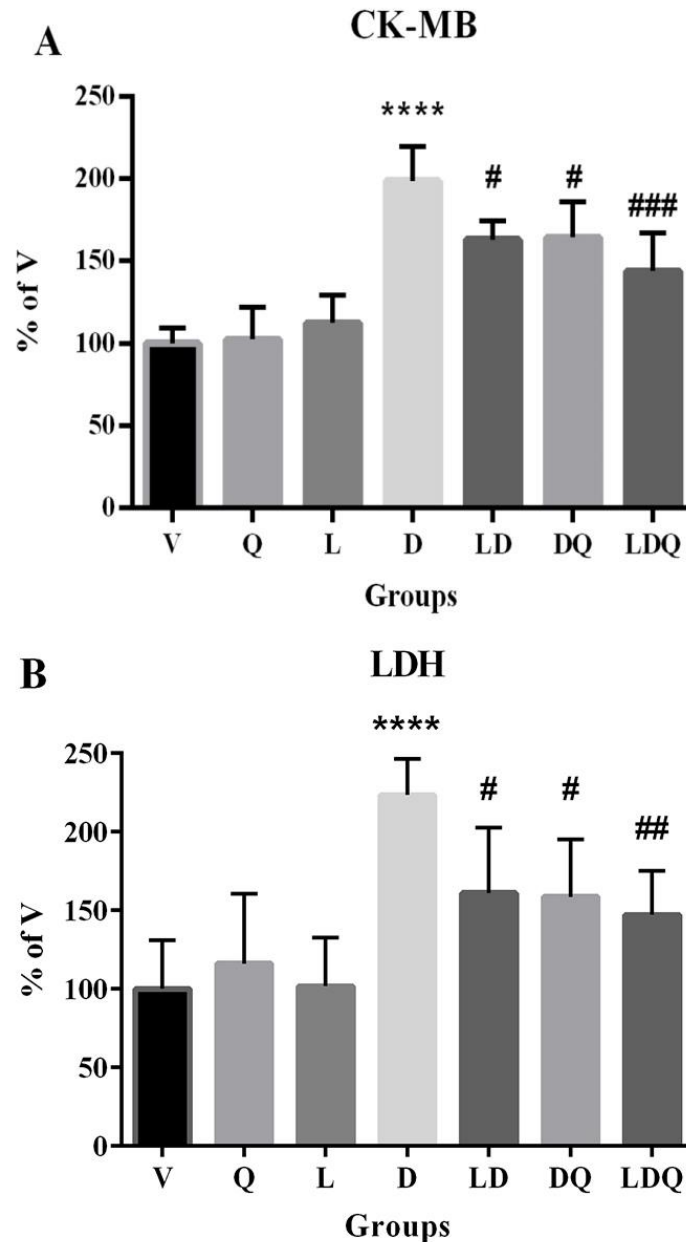 A
CK-MB
250
200
150
100
50
0
% of V
****
#
#
###
V Q L D LD DQ LDQ
Groups
B
LDH
250
200
150
100
50
0
% of V
****
#
#
##
V Q L D LD DQ LDQ
Groups